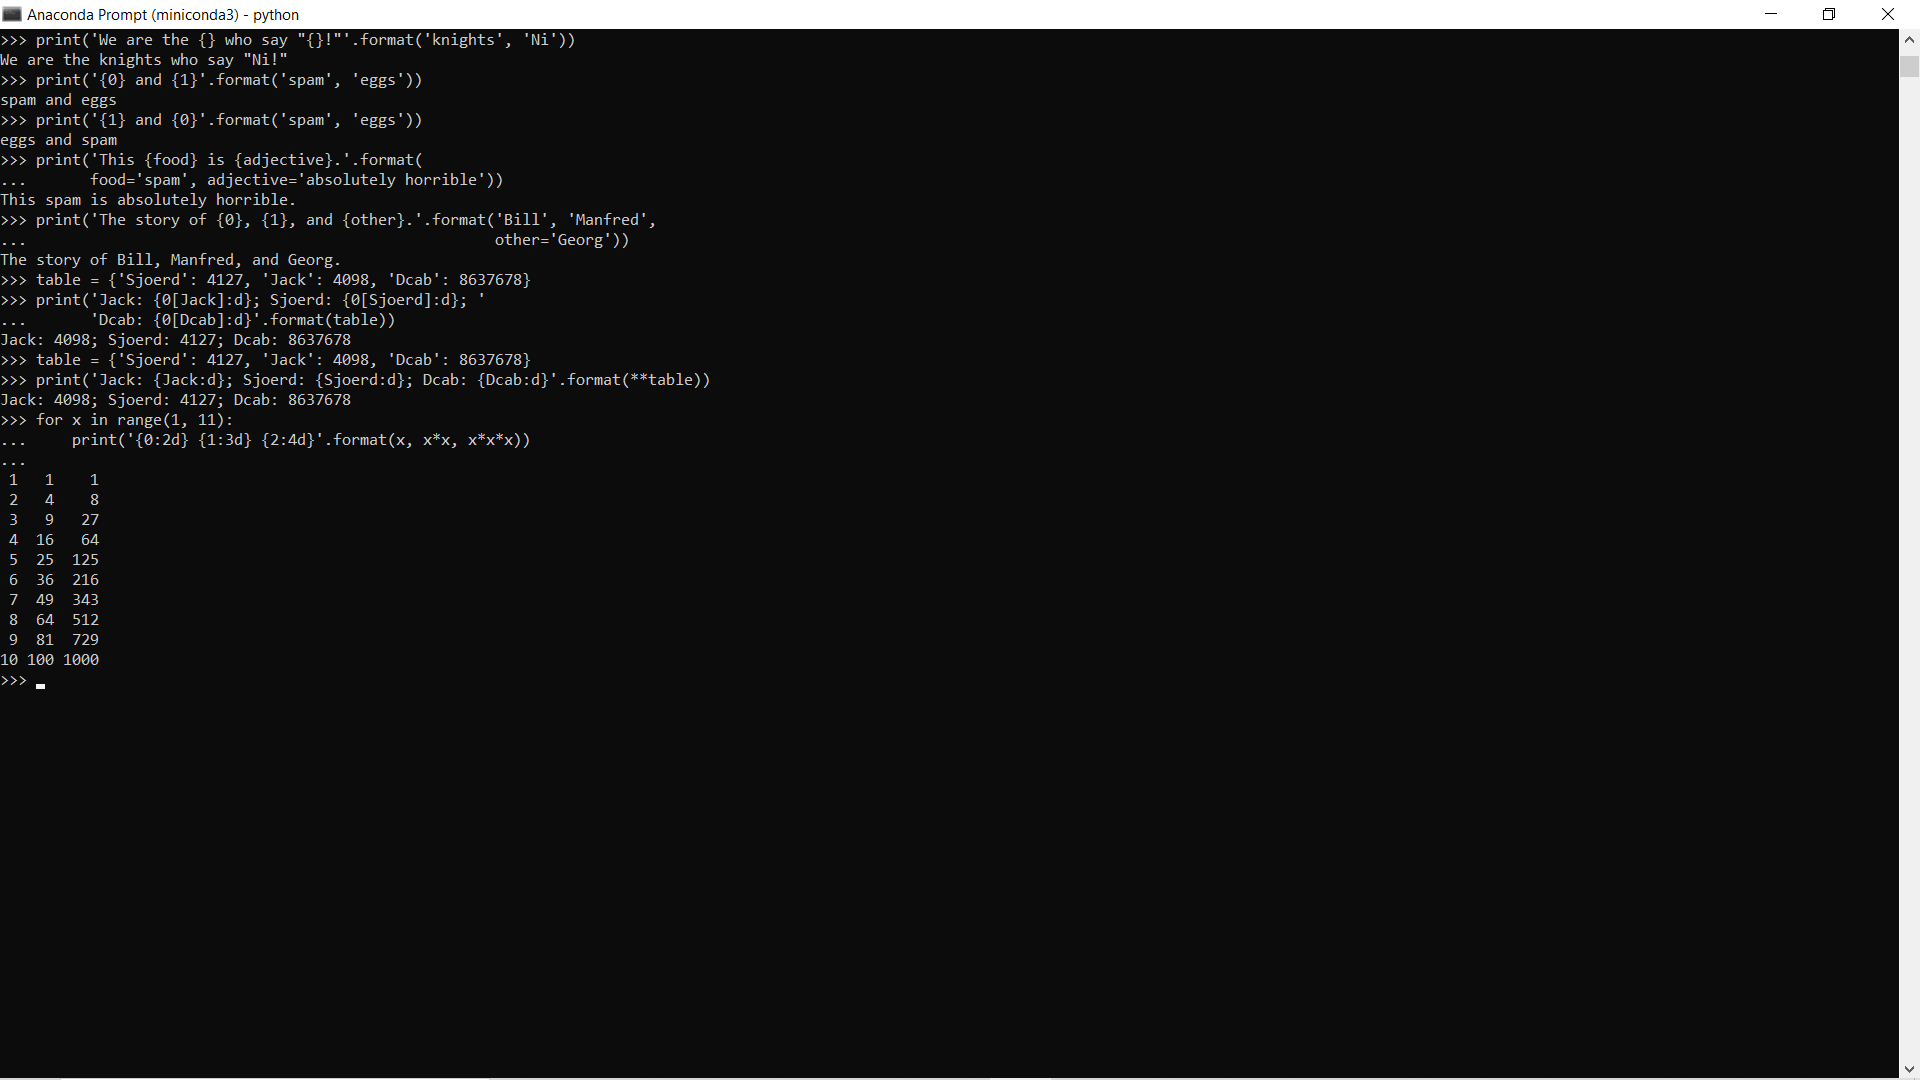 Anaconda Prompt (miniconda3) - python
>>> print('We are the {} who say "{}!"'.format('knights', 'Ni'))
We are the knights who say "Ni!"
>>> print('{0} and {1}'.format('spam', 'eggs'))
spam and eggs
>>> print('{1} and {0}'.format('spam', 'eggs'))
eggs and spam
>>> print('This {food} is {adjective}.'.format(
...       food='spam', adjective='absolutely horrible'))
This spam is absolutely horrible.
>>> print('The story of {0}, {1}, and {other}.'.format('Bill', 'Manfred',
...                                                    other='Georg'))
The story of Bill, Manfred, and Georg.
>>> table = {'Sjoerd': 4127, 'Jack': 4098, 'Dcab': 8637678}
>>> print('Jack: {0[Jack]:d}; Sjoerd: {0[Sjoerd]:d}; '
...       'Dcab: {0[Dcab]:d}'.format(table))
Jack: 4098; Sjoerd: 4127; Dcab: 8637678
>>> table = {'Sjoerd': 4127, 'Jack': 4098, 'Dcab': 8637678}
>>> print('Jack: {Jack:d}; Sjoerd: {Sjoerd:d}; Dcab: {Dcab:d}'.format(**table))
Jack: 4098; Sjoerd: 4127; Dcab: 8637678
>>> for x in range(1, 11):
...     print('{0:2d} {1:3d} {2:4d}'.format(x, x*x, x*x*x))
...
 1   1    1
 2   4    8
 3   9   27
 4  16   64
 5  25  125
 6  36  216
 7  49  343
 8  64  512
 9  81  729
10 100 1000
>>>